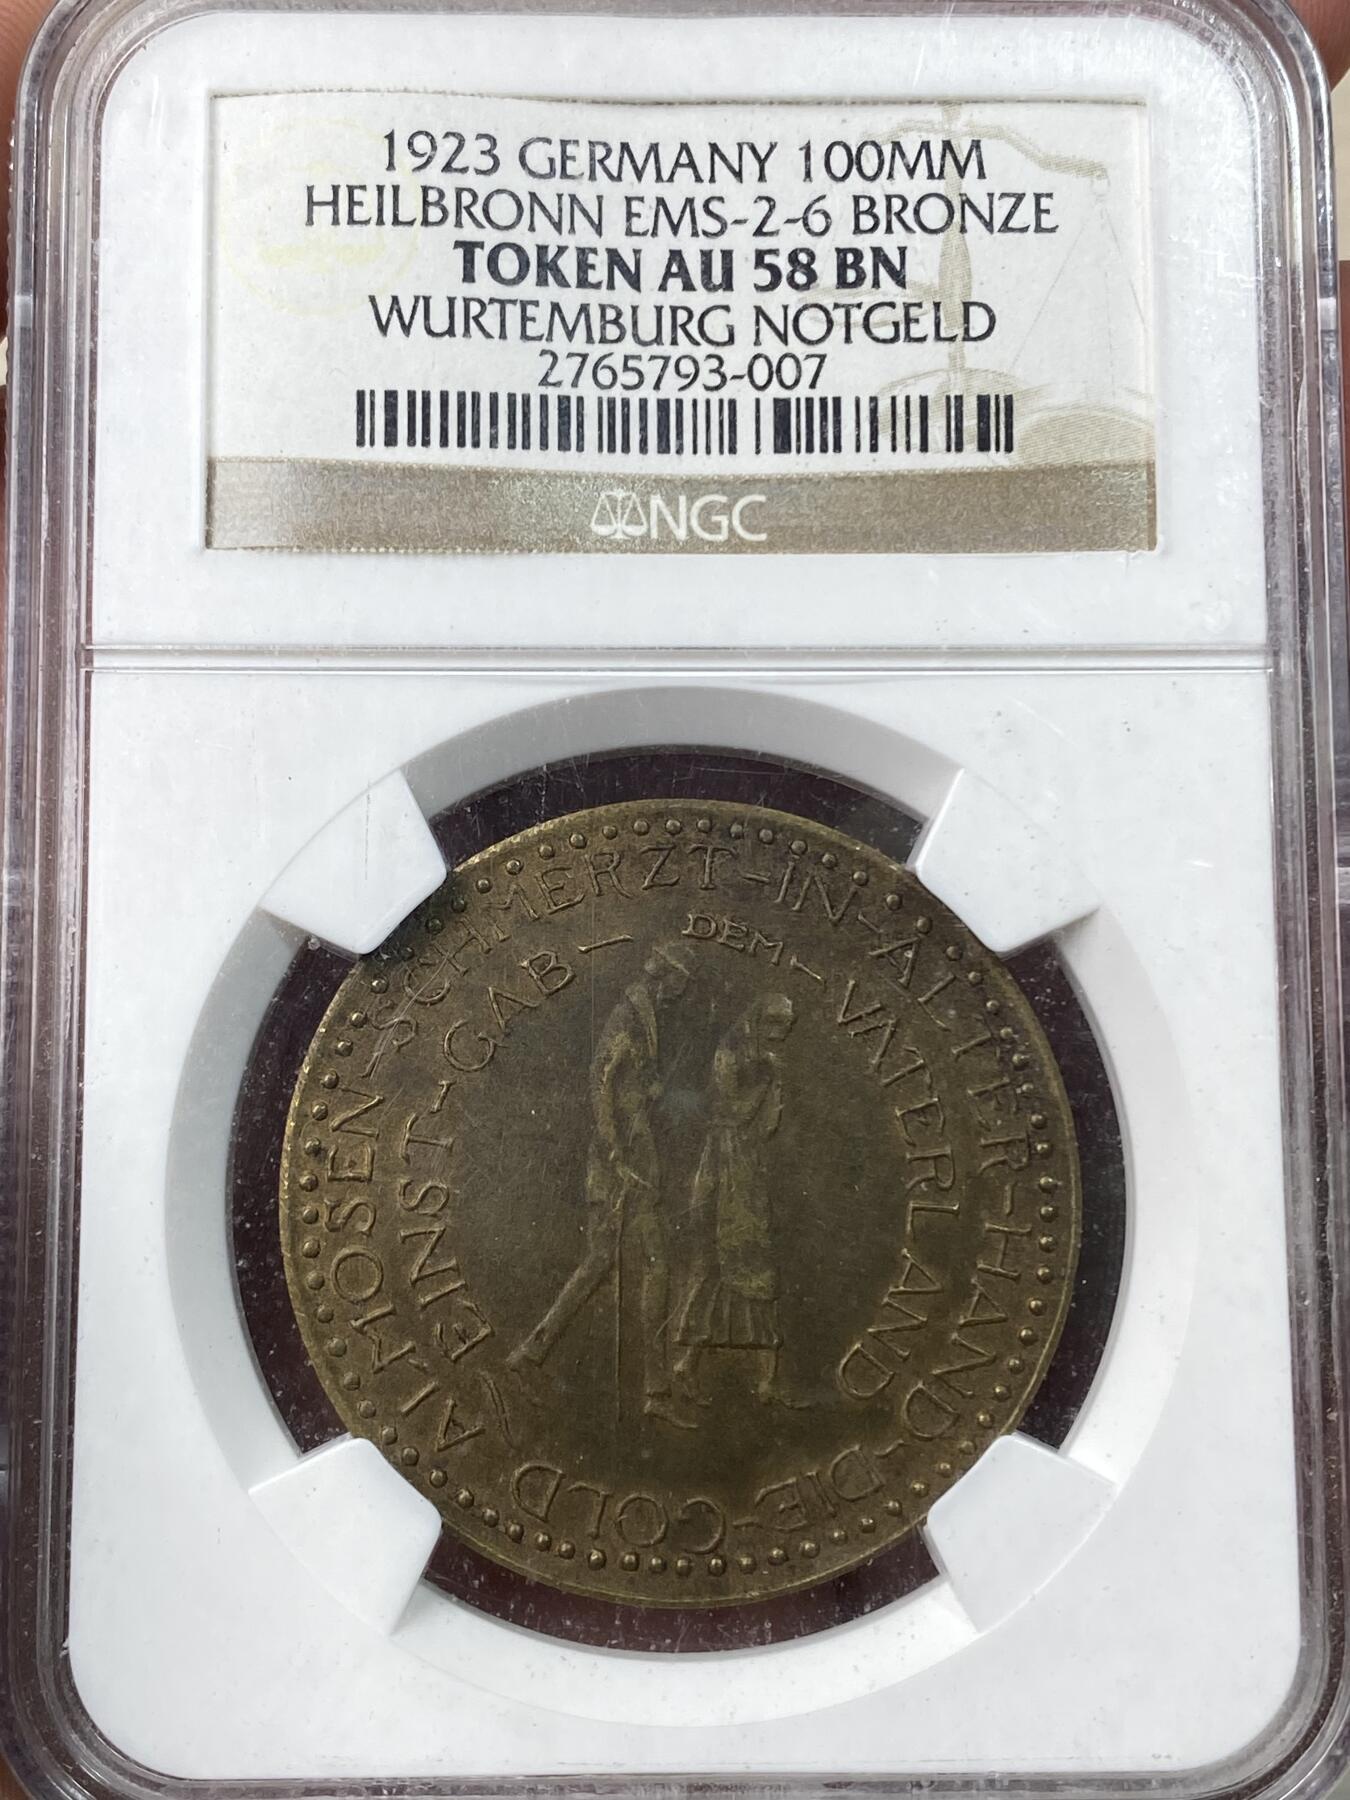 1923 GERMANY 100MM
HEILBRONN EMS-2-6 BRONZE
TOKEN AU 58 BN
WURTEMBURG NOTGELD
2765793-007
NGC
ALMOSEN-SCHMERZT-IN-ALTER-HAND-DIE-GOLD
EINST-GAB-DEM-VATERLAND